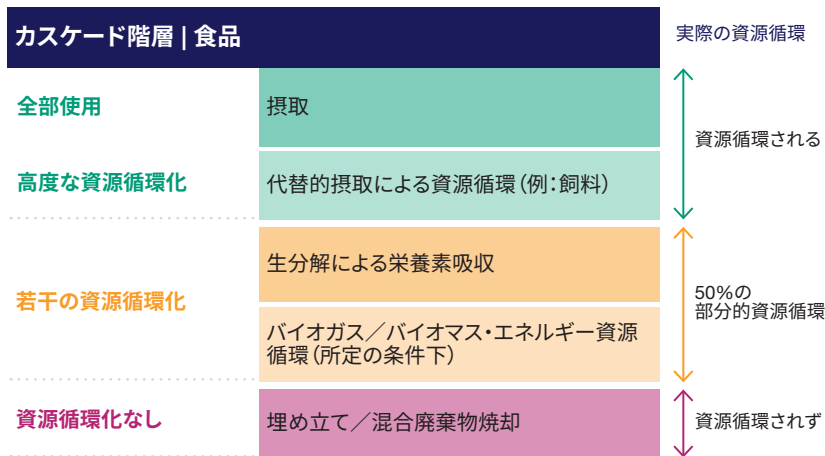 カスケード階層 | 食品
実際の資源循環
全部使用
摂取
資源循環される
高度な資源循環化
代替的摂取による資源循環（例：飼料）
若干の資源循環化
生分解による栄養素吸収
50%の
部分的資源循環
バイオガス／バイオマス・エネルギー資源
循環（所定の条件下）
資源循環化なし
埋め立て／混合廃棄物焼却
資源循環されず